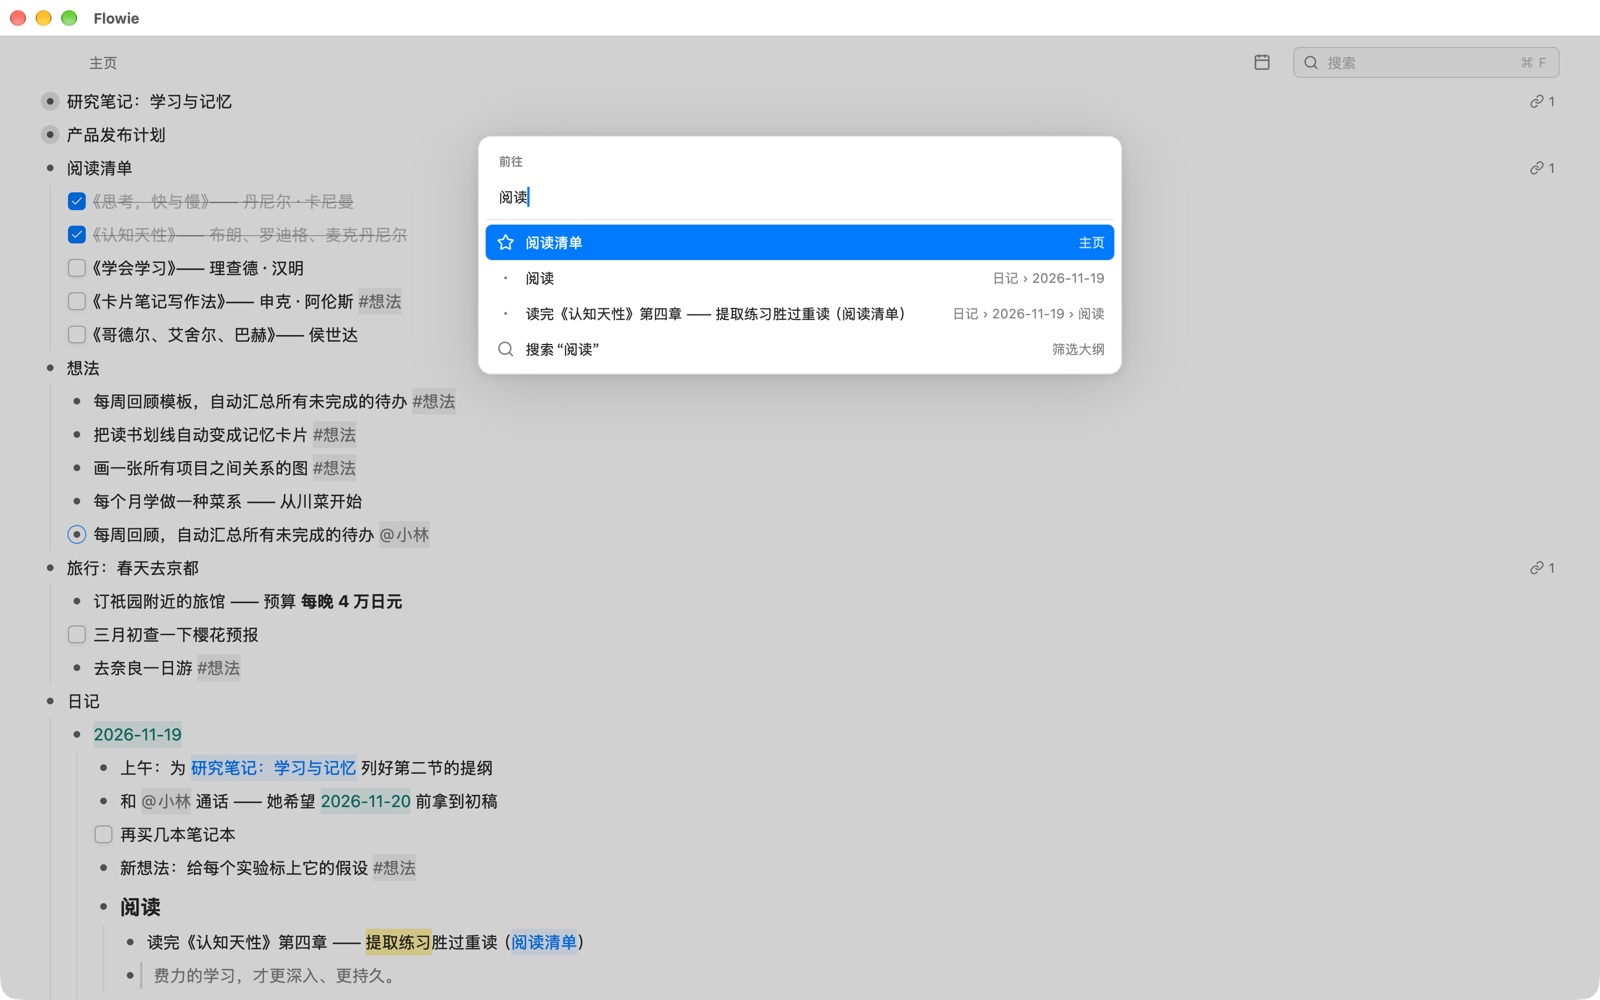 Flowie
主页
搜索 ⌘ F
研究笔记：学习与记忆 1
产品发布计划
阅读清单 1
《思考，快与慢》—— 丹尼尔·卡尼曼
《认知天性》—— 布朗、罗迪格、麦克丹尼尔
《学会学习》—— 理查德·汉明
《卡片笔记写作法》—— 申克·阿伦斯 #想法
《哥德尔、艾舍尔、巴赫》—— 侯世达
想法
每周回顾模板，自动汇总所有未完成的待办 #想法
把读书划线自动变成记忆卡片 #想法
画一张所有项目之间关系的图 #想法
每个月学做一种菜系 —— 从川菜开始
每周回顾，自动汇总所有未完成的待办 @小林
旅行：春天去京都 1
订祇园附近的旅馆 —— 预算 每晚 4 万日元
三月初查一下樱花预报
去奈良一日游 #想法
日记
2026-11-19
上午：为 研究笔记：学习与记忆 列好第二节的提纲
和 @小林 通话 —— 她希望 2026-11-20 前拿到初稿
再买几本笔记本
新想法：给每个实验标上它的假设 #想法
阅读
读完《认知天性》第四章 —— 提取练习胜过重读（阅读清单）
费力的学习，才更深入、更持久。
前往
阅读
阅读清单 主页
阅读 日记 › 2026-11-19
读完《认知天性》第四章 —— 提取练习胜过重读（阅读清单） 日记 › 2026-11-19 › 阅读
搜索 “阅读” 筛选大纲